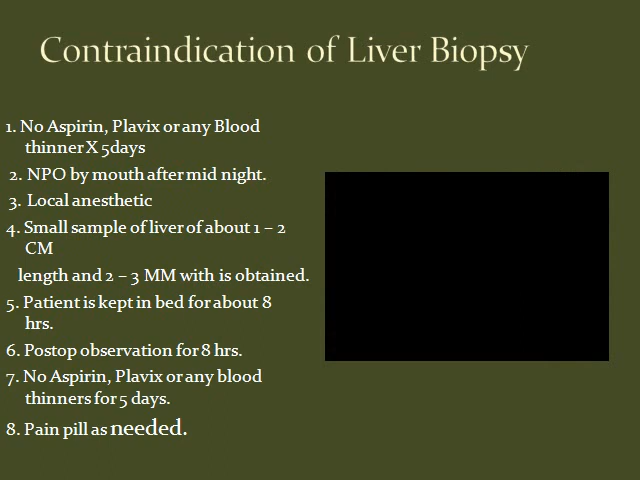 Contraindication of Liver Biopsy
1. No Aspirin, Plavix or any Blood
thinner X 5days
2. NPO by mouth after mid night.
3. Local anesthetic
4. Small sample of liver of about 1 – 2
CM
length and 2 – 3 MM with is obtained.
5. Patient is kept in bed for about 8
hrs.
6. Postop observation for 8 hrs.
7. No Aspirin, Plavix or any blood
thinners for 5 days.
8. Pain pill as needed.